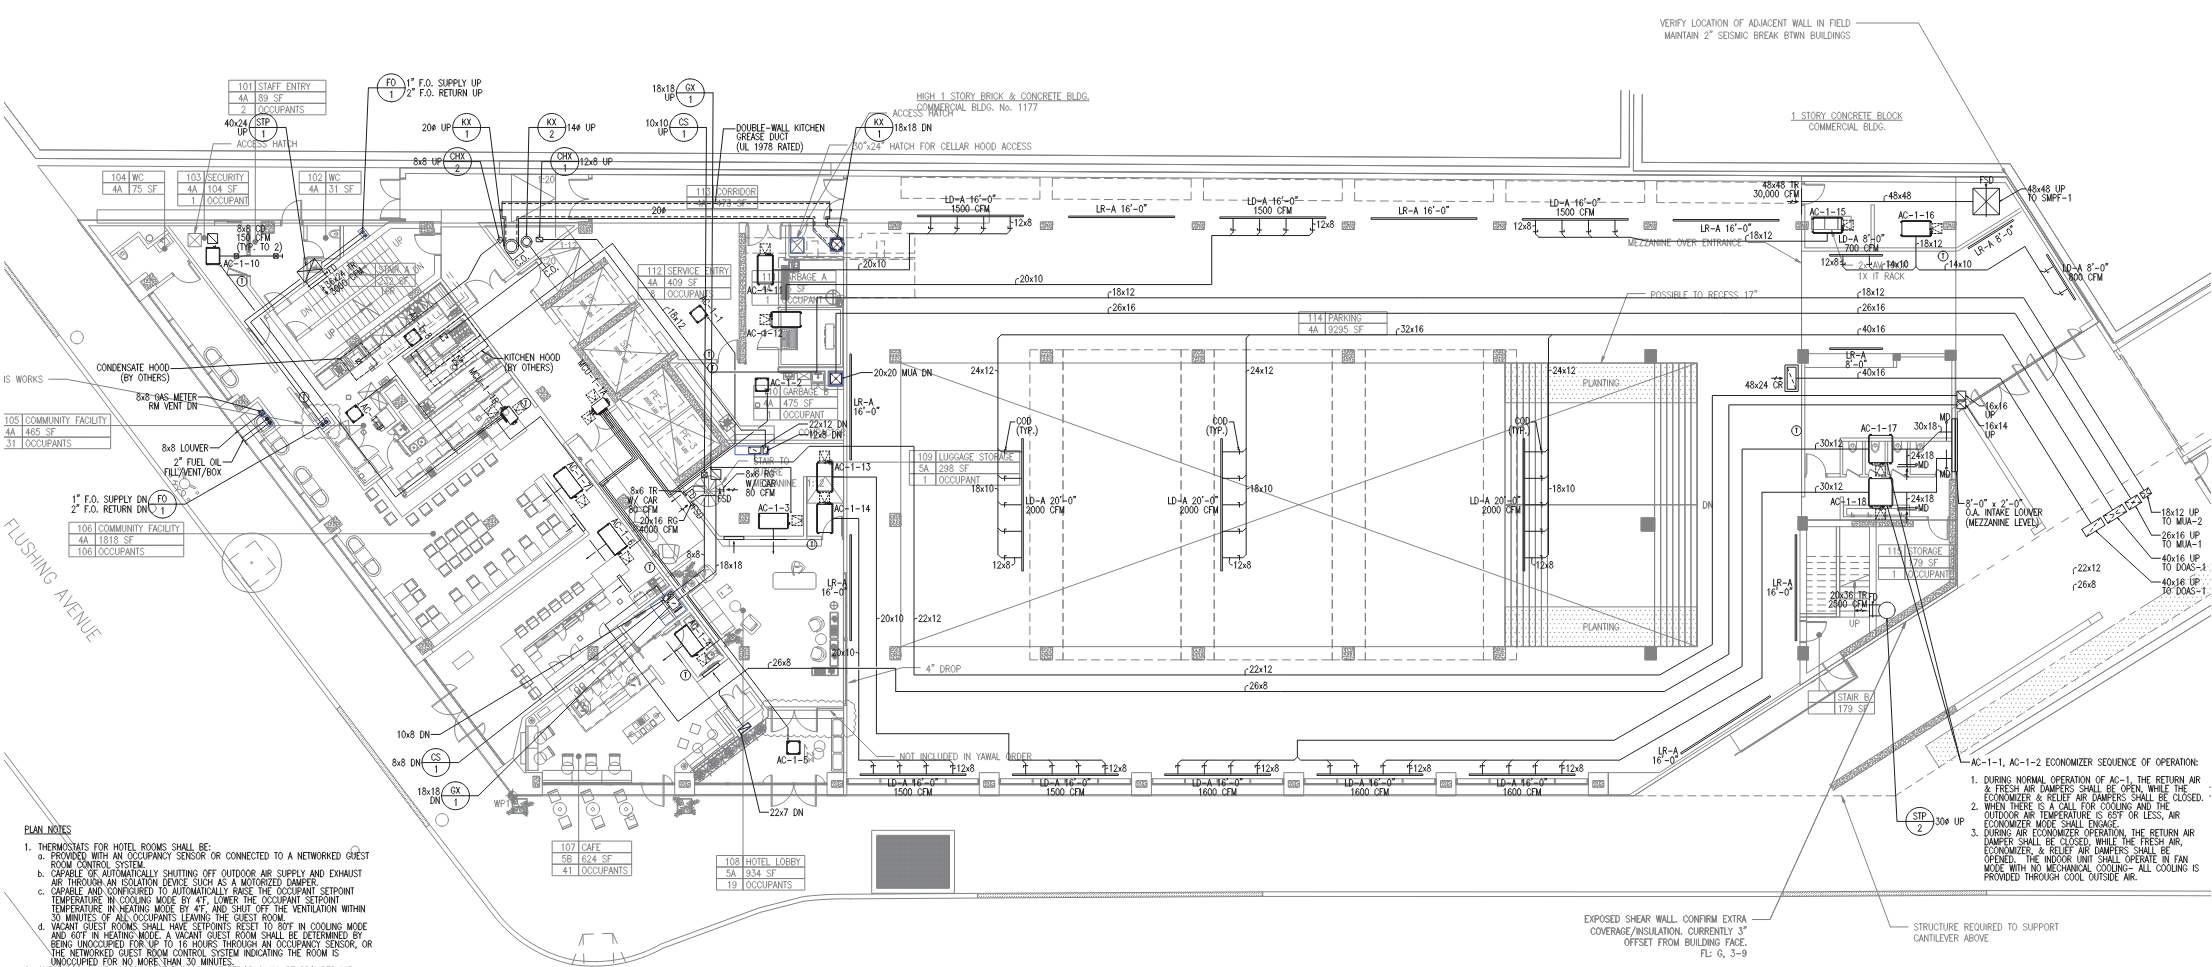 VERIFY LOCATION OF ADJACENT WALL IN FIELD
MAINTAIN 2" SEISMIC BREAK BTWN BUILDINGS
HIGH 1 STORY BRICK & CONCRETE BLDG.
COMMERCIAL BLDG. No. 1177
1 STORY CONCRETE BLOCK
COMMERCIAL BLDG.
101 STAFF ENTRY
4A 89 SF
2 OCCUPANTS
FO
1
1" F.O. SUPPLY UP
2" F.O. RETURN UP
40x24
UP
STP
1
ACCESS HATCH
20ø UP
KX
1
KX
2
14ø UP
8x8 UP
CHX
2
CHX
1
12x8 UP
18x18
UP
GX
1
10x10
UP
CS
1
DOUBLE-WALL KITCHEN
GREASE DUCT
(UL 1978 RATED)
ACCESS HATCH
KX
1
18x18 DN
30"x24" HATCH FOR CELLAR HOOD ACCESS
104 WC
4A 75 SF
103 SECURITY
4A 104 SF
1 OCCUPANT
102 WC
4A 31 SF
113 CORRIDOR
4A 473 SF
20ø
1:20
1:12
8x8 CD
150 CFM
(TYP. TO 2)
AC-1-10
STAIR A
UP
DN
UP
112 SERVICE ENTRY
4A 409 SF
8 OCCUPANTS
18x12
AC-1-1
AC-1-11
AC-1-12
GARBAGE A
1 OCCUPANT
LD-A 16'-0"
1500 CFM
12x8
LR-A 16'-0"
LD-A 16'-0"
1500 CFM
12x8
LR-A 16'-0"
LD-A 16'-0"
1500 CFM
12x8
LR-A 16'-0"
18x12
48x48 TR
30,000 CFM
48x48
FSD
48x48 UP
TO SMPF-1
AC-1-15
AC-1-16
LD-A 8'-0"
700 CFM
18x12
12x8
14x10
14x10
1X IT RACK
LR-A 8'-0"
LD-A 8'-0"
800 CFM
MEZZANINE OVER ENTRANCE
20x10
20x10
18x12
26x16
POSSIBLE TO RECESS 17"
18x12
26x16
40x16
114 PARKING
4A 9295 SF
32x16
LR-A
8'-0"
40x16
48x24 CR
CONDENSATE HOOD
(BY OTHERS)
KITCHEN HOOD
(BY OTHERS)
IS WORKS
8x8 GAS METER
RM VENT DN
105 COMMUNITY FACILITY
4A 465 SF
31 OCCUPANTS
8x8 LOUVER
2" FUEL OIL
FILL/VENT/BOX
1" F.O. SUPPLY DN
2" F.O. RETURN DN
FO
1
106 COMMUNITY FACILITY
4A 1818 SF
106 OCCUPANTS
FLUSHING AVENUE
20x20 MUA DN
AC-1-2
110 GARBAGE B
4A 475 SF
1 OCCUPANT
LR-A
16'-0"
22x12 DN
12x8 DN
STAIR TO
FUTURE
MEZZANINE
8x6 RG
W/ CAR
80 CFM
FSD
8x6 TR
W/ CAR
80 CFM
20x16 RG
4000 CFM
AC-1-3
AC-1-13
AC-1-14
109 LUGGAGE STORAGE
5A 298 SF
1 OCCUPANT
24x12
COD
(TYP.)
18x10
LD-A 20'-0"
2000 CFM
12x8
24x12
COD
(TYP.)
18x10
LD-A 20'-0"
2000 CFM
12x8
24x12
COD
(TYP.)
18x10
LD-A 20'-0"
2000 CFM
12x8
PLANTING
DN
PLANTING
16x16
UP
16x14
UP
MD
AC-1-17
30x12
30x18
24x18
MD
30x12
AC-1-18
24x18
MD
8'-0" x 2'-0"
O.A. INTAKE LOUVER
(MEZZANINE LEVEL)
18x12 UP
TO MUA-2
26x16 UP
TO MUA-1
40x16 UP
TO DOAS-1
40x16 UP
TO DOAS-1
22x12
26x8
115 STORAGE
179 SF
1 OCCUPANT
20x36 TR
2500 CFM
FD
UP
LR-A
16'-0"
8x8
18x18
LR-A
16'-0"
20x10
22x12
20x10
26x8
4" DROP
22x12
26x8
STAIR B
179 SF
LR-A
16'-0"
10x8 DN
8x8 DN
CS
1
18x18
DN
GX
1
WP1
AC-1-5
NOT INCLUDED IN YAWAL ORDER
22x7 DN
12x8
LD-A 16'-0"
1500 CFM
12x8
LD-A 16'-0"
1500 CFM
12x8
LD-A 16'-0"
1600 CFM
12x8
LD-A 16'-0"
1600 CFM
12x8
LD-A 16'-0"
1600 CFM
STP
2
30ø UP
107 CAFE
5B 624 SF
41 OCCUPANTS
108 HOTEL LOBBY
5A 934 SF
19 OCCUPANTS
AC-1-1, AC-1-2 ECONOMIZER SEQUENCE OF OPERATION:
1. DURING NORMAL OPERATION OF AC-1, THE RETURN AIR
& FRESH AIR DAMPERS SHALL BE OPEN, WHILE THE
ECONOMIZER & RELIEF AIR DAMPERS SHALL BE CLOSED.
2. WHEN THERE IS A CALL FOR COOLING AND THE
OUTDOOR AIR TEMPERATURE IS 65°F OR LESS, AIR
ECONOMIZER MODE SHALL ENGAGE.
3. DURING AIR ECONOMIZER OPERATION, THE RETURN AIR
DAMPER SHALL BE CLOSED, WHILE THE FRESH AIR,
ECONOMIZER, & RELIEF AIR DAMPERS SHALL BE
OPENED. THE INDOOR UNIT SHALL OPERATE IN FAN
MODE WITH NO MECHANICAL COOLING- ALL COOLING IS
PROVIDED THROUGH COOL OUTSIDE AIR.
EXPOSED SHEAR WALL. CONFIRM EXTRA
COVERAGE/INSULATION. CURRENTLY 3"
OFFSET FROM BUILDING FACE.
FL: G, 3-9
STRUCTURE REQUIRED TO SUPPORT
CANTILEVER ABOVE
PLAN NOTES
1. THERMOSTATS FOR HOTEL ROOMS SHALL BE:
a. PROVIDED WITH AN OCCUPANCY SENSOR OR CONNECTED TO A NETWORKED GUEST
ROOM CONTROL SYSTEM.
b. CAPABLE OF AUTOMATICALLY SHUTTING OFF OUTDOOR AIR SUPPLY AND EXHAUST
AIR THROUGH AN ISOLATION DEVICE SUCH AS A MOTORIZED DAMPER.
c. CAPABLE AND CONFIGURED TO AUTOMATICALLY RAISE THE OCCUPANT SETPOINT
TEMPERATURE IN COOLING MODE BY 4°F, LOWER THE OCCUPANT SETPOINT
TEMPERATURE IN HEATING MODE BY 4°F, AND SHUT OFF THE VENTILATION WITHIN
30 MINUTES OF ALL OCCUPANTS LEAVING THE GUEST ROOM.
d. VACANT GUEST ROOMS SHALL HAVE SETPOINTS RESET TO 80°F IN COOLING MODE
AND 60°F IN HEATING MODE. A VACANT GUEST ROOM SHALL BE DETERMINED BY
BEING UNOCCUPIED FOR UP TO 16 HOURS THROUGH AN OCCUPANCY SENSOR, OR
THE NETWORKED GUEST ROOM CONTROL SYSTEM INDICATING THE ROOM IS
UNOCCUPIED FOR NO MORE THAN 30 MINUTES.